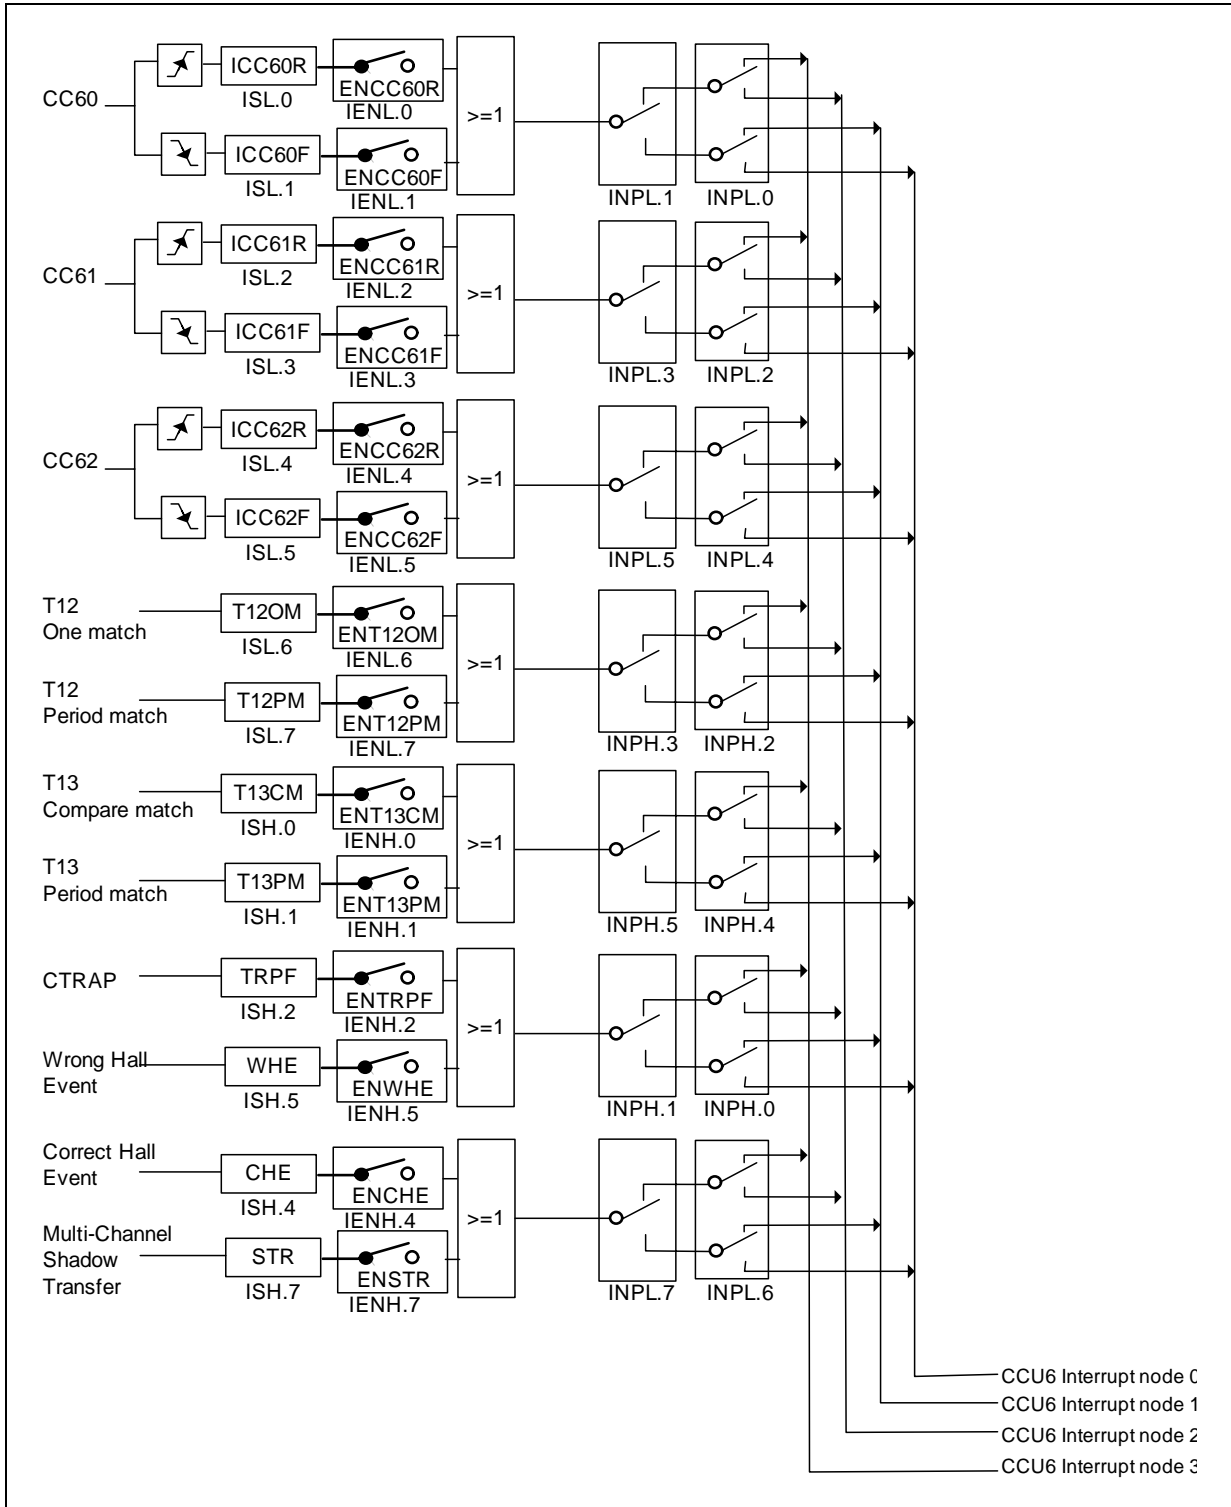 CC60
ICC60R
ISL.0
ENCC60R
IENL.0
ICC60F
ISL.1
ENCC60F
IENL.1
>=1
INPL.1
INPL.0
CC61
ICC61R
ISL.2
ENCC61R
IENL.2
ICC61F
ISL.3
ENCC61F
IENL.3
>=1
INPL.3
INPL.2
CC62
ICC62R
ISL.4
ENCC62R
IENL.4
ICC62F
ISL.5
ENCC62F
IENL.5
>=1
INPL.5
INPL.4
T12
One match
T12OM
ISL.6
ENT12OM
IENL.6
T12
Period match
T12PM
ISL.7
ENT12PM
IENL.7
>=1
INPH.3
INPH.2
T13
Compare match
T13CM
ISH.0
ENT13CM
IENH.0
T13
Period match
T13PM
ISH.1
ENT13PM
IENH.1
>=1
INPH.5
INPH.4
CTRAP
TRPF
ISH.2
ENTRPF
IENH.2
Wrong Hall
Event
WHE
ISH.5
ENWHE
IENH.5
>=1
INPH.1
INPH.0
Correct Hall
Event
CHE
ISH.4
ENCHE
IENH.4
Multi-Channel
Shadow
Transfer
STR
ISH.7
ENSTR
IENH.7
>=1
INPL.7
INPL.6
CCU6 Interrupt node 0
CCU6 Interrupt node 1
CCU6 Interrupt node 2
CCU6 Interrupt node 3